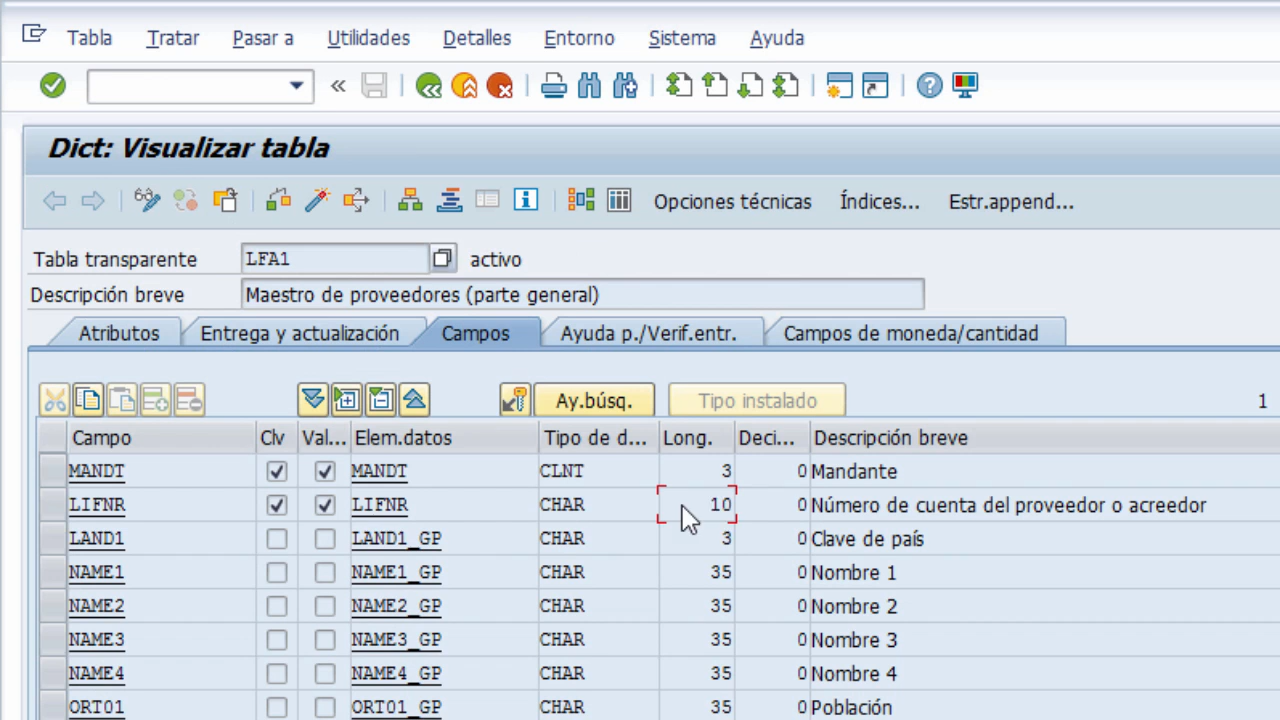 Tabla Tratar Pasar a Utilidades Detalles Entorno Sistema Ayuda
Dict: Visualizar tabla
Opciones técnicas Índices... Estr.append...
Tabla transparente LFA1 activo
Descripción breve Maestro de proveedores (parte general)
Atributos Entrega y actualización Campos Ayuda p./Verif.entr. Campos de moneda/cantidad
Ay.búsq. Tipo instalado 1
Campo Clv Val... Elem.datos Tipo de d... Long. Deci... Descripción breve
MANDT MANDT CLNT 3 0 Mandante
LIFNR LIFNR CHAR 10 0 Número de cuenta del proveedor o acreedor
LAND1 LAND1_GP CHAR 3 0 Clave de país
NAME1 NAME1_GP CHAR 35 0 Nombre 1
NAME2 NAME2_GP CHAR 35 0 Nombre 2
NAME3 NAME3_GP CHAR 35 0 Nombre 3
NAME4 NAME4_GP CHAR 35 0 Nombre 4
ORT01 ORT01_GP CHAR 35 0 Población